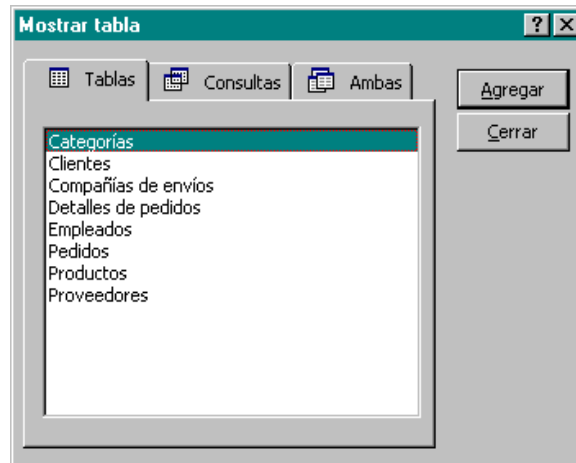 Mostrar tabla
Tablas Consultas Ambas
Agregar
Cerrar
Categorías
Clientes
Compañías de envíos
Detalles de pedidos
Empleados
Pedidos
Productos
Proveedores